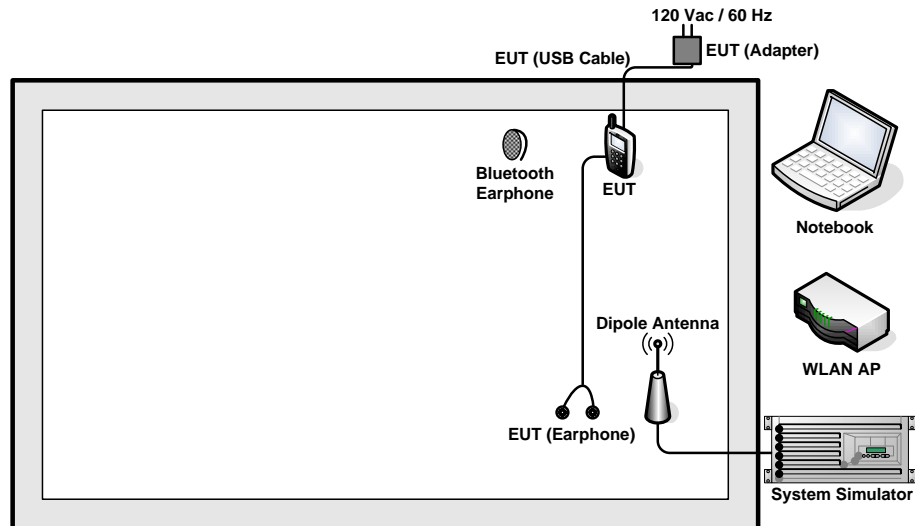 120 Vac / 60 Hz
EUT (USB Cable)
EUT (Adapter)
Bluetooth
Earphone
EUT
Notebook
Dipole Antenna
WLAN AP
EUT (Earphone)
System Simulator